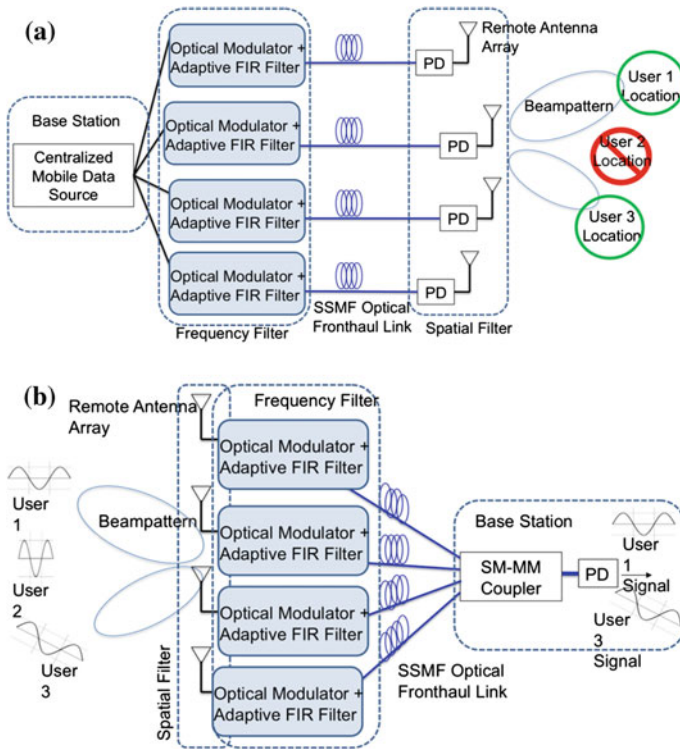 (a)
Base Station
Centralized
Mobile Data
Source
Optical Modulator +
Adaptive FIR Filter
Optical Modulator +
Adaptive FIR Filter
Optical Modulator +
Adaptive FIR Filter
Optical Modulator +
Adaptive FIR Filter
Frequency Filter
SSMF Optical
Fronthaul Link
PD
PD
PD
PD
Spatial Filter
Remote Antenna
Array
Beampattern
User 1
Location
User 2
Location
User 3
Location
(b)
Remote Antenna
Array
User
1
User
2
User
3
Beampattern
Spatial Filter
Frequency Filter
Optical Modulator +
Adaptive FIR Filter
Optical Modulator +
Adaptive FIR Filter
Optical Modulator +
Adaptive FIR Filter
Optical Modulator +
Adaptive FIR Filter
SSMF Optical
Fronthaul Link
Base Station
SM-MM
Coupler
PD
User
1
Signal
User
3
Signal